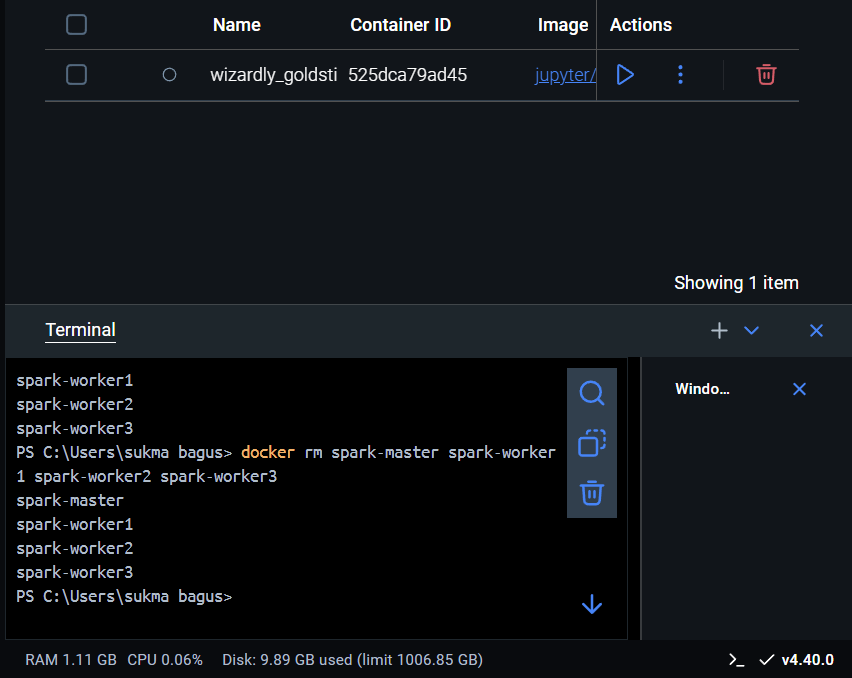 Name Container ID Image Actions
wizardly_goldsti 525dca79ad45 jupyter/
Showing 1 item
Terminal
Windo...
spark-worker1
spark-worker2
spark-worker3
PS C:\Users\sukma bagus> docker rm spark-master spark-worker
1 spark-worker2 spark-worker3
spark-master
spark-worker1
spark-worker2
spark-worker3
PS C:\Users\sukma bagus>
RAM 1.11 GB CPU 0.06% Disk: 9.89 GB used (limit 1006.85 GB) v4.40.0